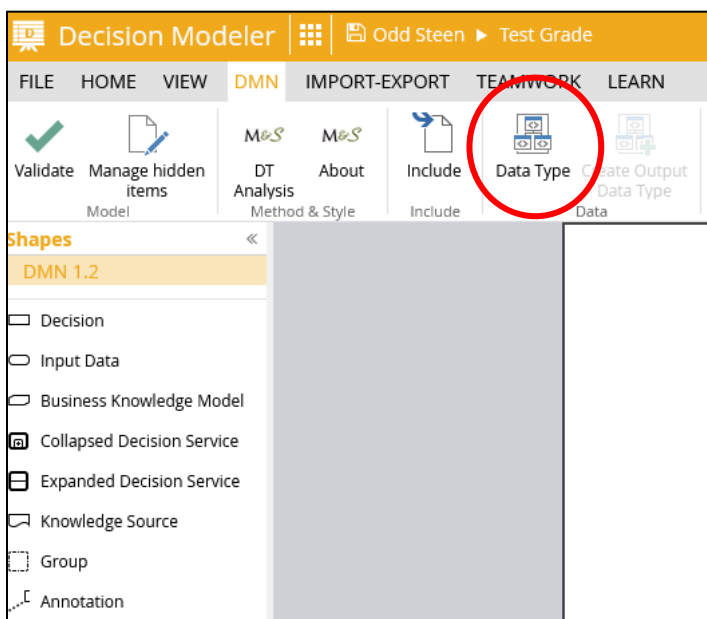 Decision Modeler Odd Steen ▶ Test Grade
FILE HOME VIEW DMN IMPORT-EXPORT TEAMWORK LEARN
M&S M&S
Validate Manage hidden items DT Analysis About Include Data Type Create Output Data Type
Model Method & Style Include Data
Shapes «
DMN 1.2
Decision
Input Data
Business Knowledge Model
Collapsed Decision Service
Expanded Decision Service
Knowledge Source
Group
Annotation